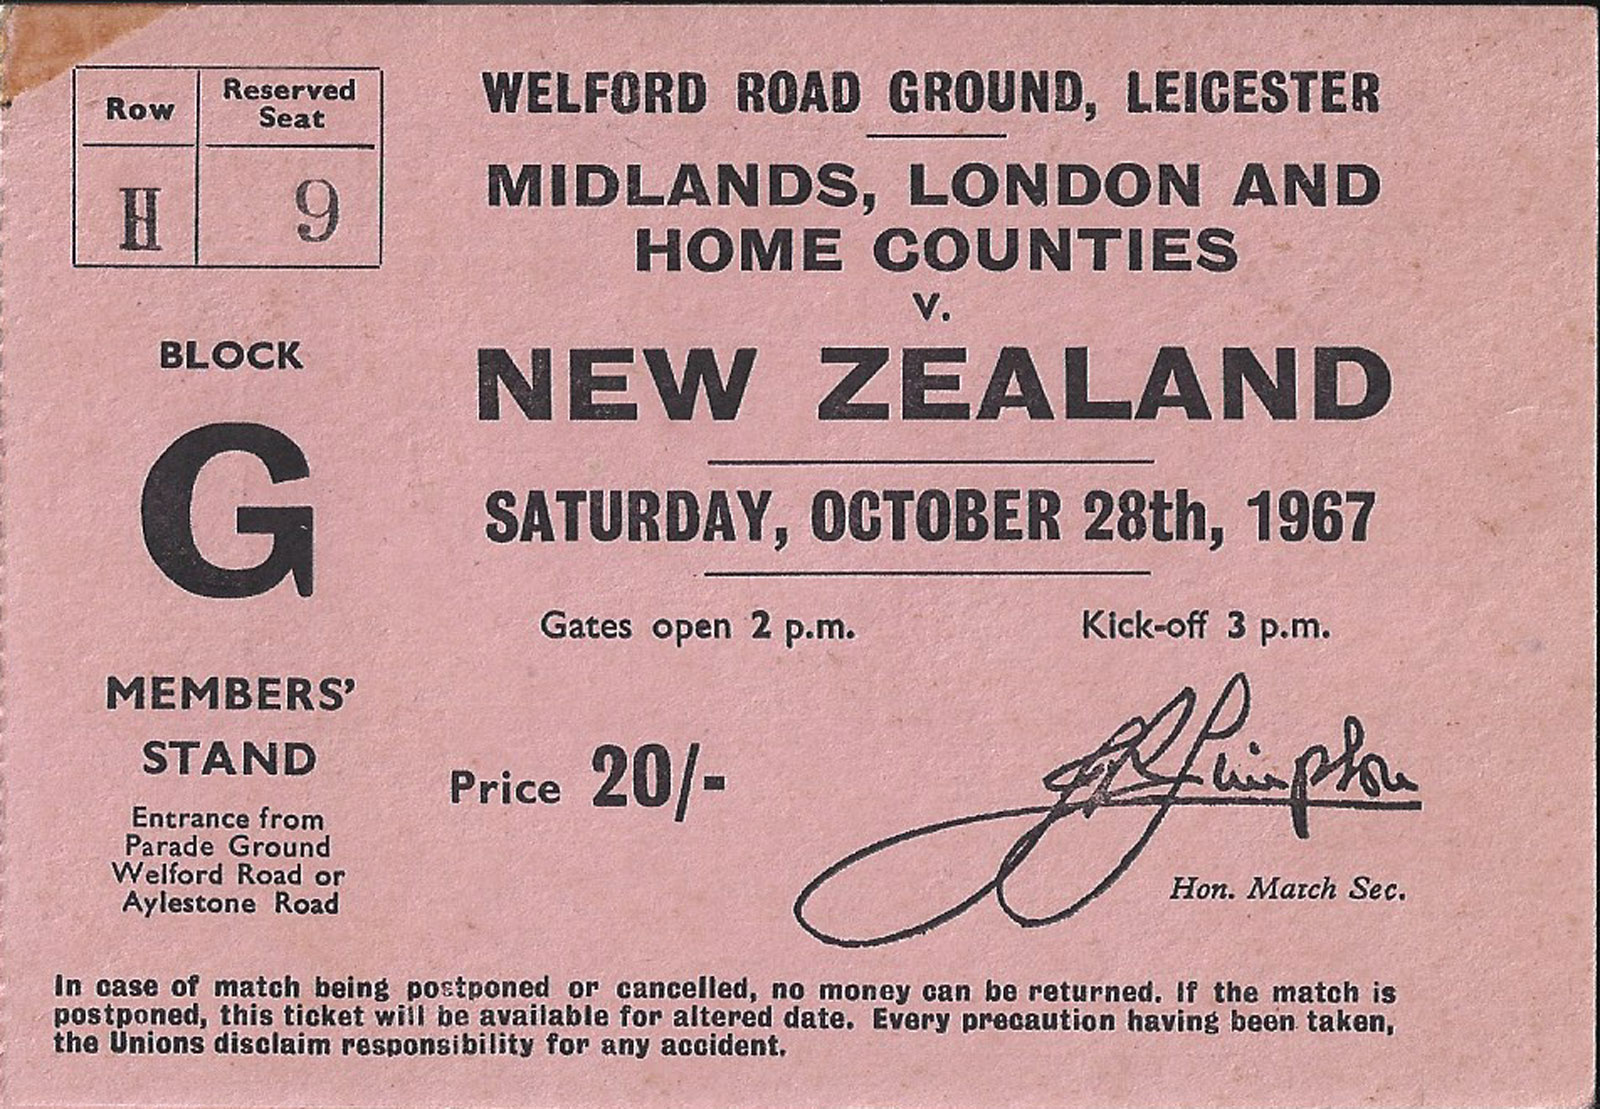 Row
Reserved
Seat
H
9
BLOCK
G
MEMBERS'
STAND
Entrance from
Parade Ground
Welford Road or
Aylestone Road
WELFORD ROAD GROUND, LEICESTER
MIDLANDS, LONDON AND
HOME COUNTIES
v.
NEW ZEALAND
SATURDAY, OCTOBER 28th, 1967
Gates open 2 p.m.
Kick-off 3 p.m.
Price 20/-
Simpson
Hon. Match Sec.
In case of match being postponed or cancelled, no money can be returned. If the match is
postponed, this ticket will be available for altered date. Every precaution having been taken,
the Unions disclaim responsibility for any accident.